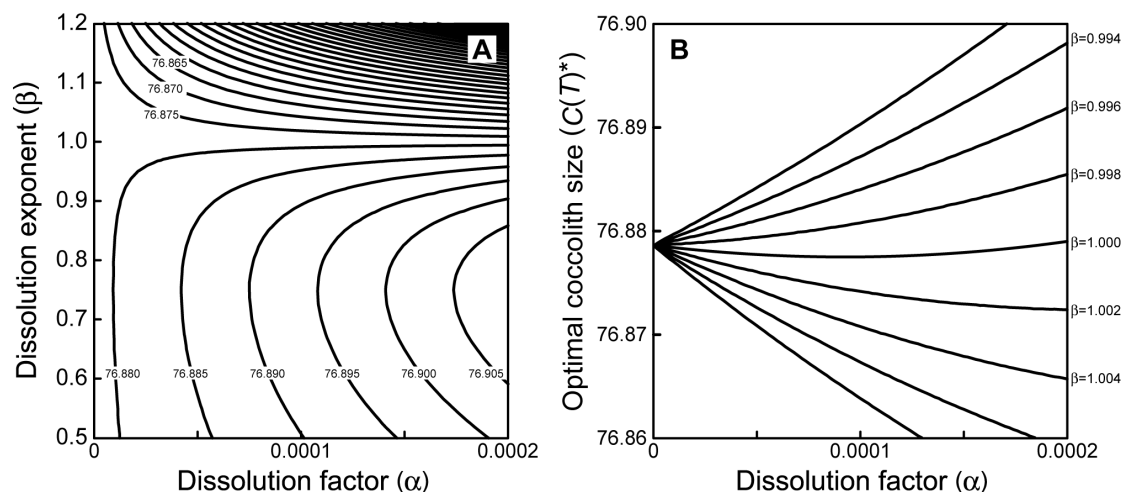 A
Dissolution exponent (β)
1.2
1.1
1.0
0.9
0.8
0.7
0.6
0.5
76.865
76.870
76.875
76.880
76.885
76.890
76.895
76.900
76.905
0
0.0001
0.0002
Dissolution factor (α)
B
Optimal coccolith size (C(T)*)
76.90
76.89
76.88
76.87
76.86
β=0.994
β=0.996
β=0.998
β=1.000
β=1.002
β=1.004
0
0.0001
0.0002
Dissolution factor (α)